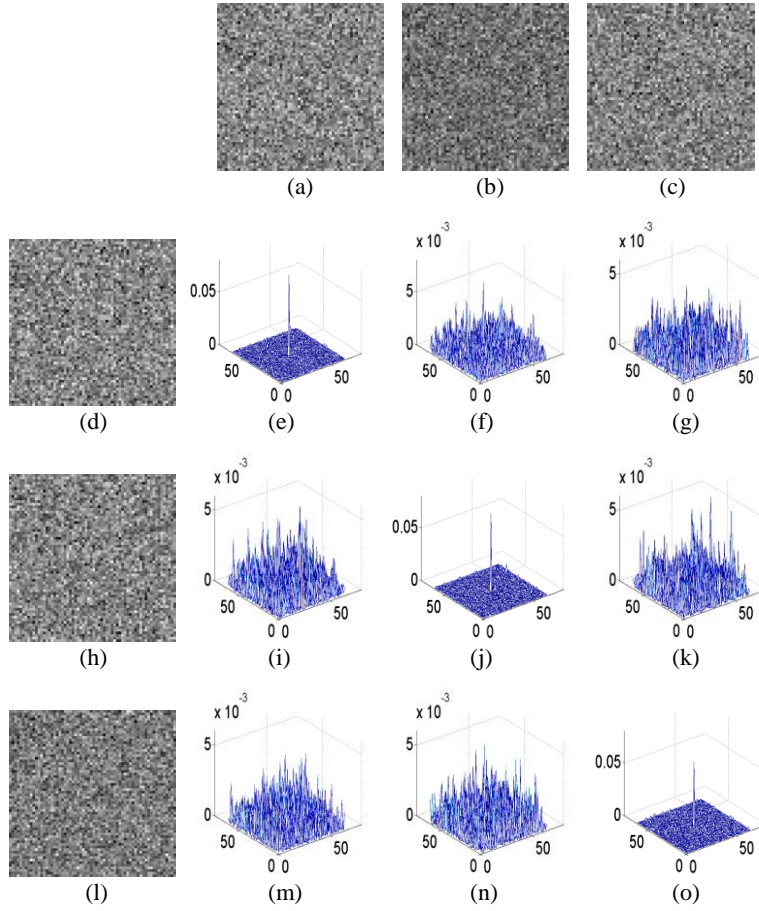 (a) (b) (c)
x 10 -3 x 10 -3
0.05 5 5
0 0 0
50 50 50 50 50 50
0 0 0 0 0 0
(d) (e) (f) (g)
x 10 -3 x 10 -3
5 0.05 5
0 0 0
50 50 50 50 50 50
0 0 0 0 0 0
(h) (i) (j) (k)
x 10 -3 x 10 -3
5 5 0.05
0 0 0
50 50 50 50 50 50
0 0 0 0 0 0
(l) (m) (n) (o)